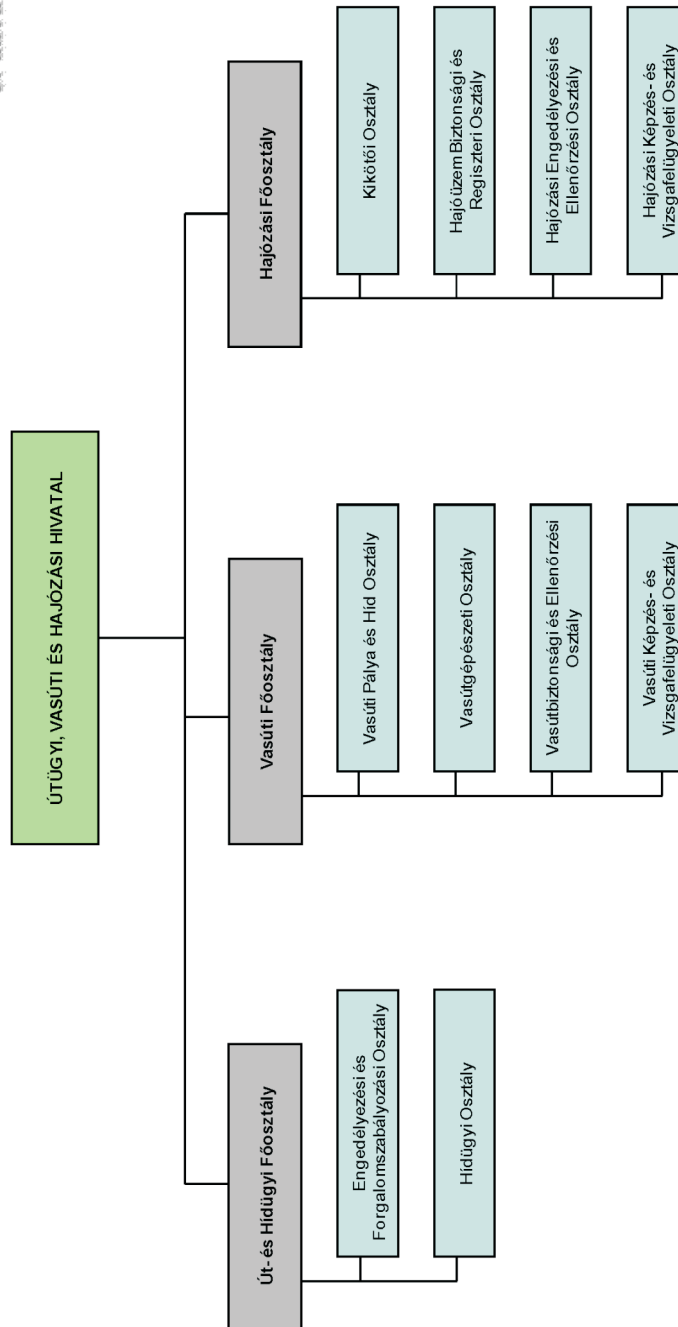 ÚTÜGYI, VASÚTI ÉS HAJÓZÁSI HIVATAL
Út- és Hídügyi Főosztály
Engedélyezési és
Forgalomszabályozási Osztály
Hídügyi Osztály
Vasúti Főosztály
Vasúti Pálya és Híd Osztály
Vasútgépészeti Osztály
Vasútbiztonsági és Ellenőrzési
Osztály
Vasúti Képzés- és
Vizsgafelügyeleti Osztály
Hajózási Főosztály
Kikötői Osztály
Hajóüzem Biztonsági és
Regiszteri Osztály
Hajózási Engedélyezési és
Ellenőrzési Osztály
Hajózási Képzés- és
Vizsgafelügyeleti Osztály